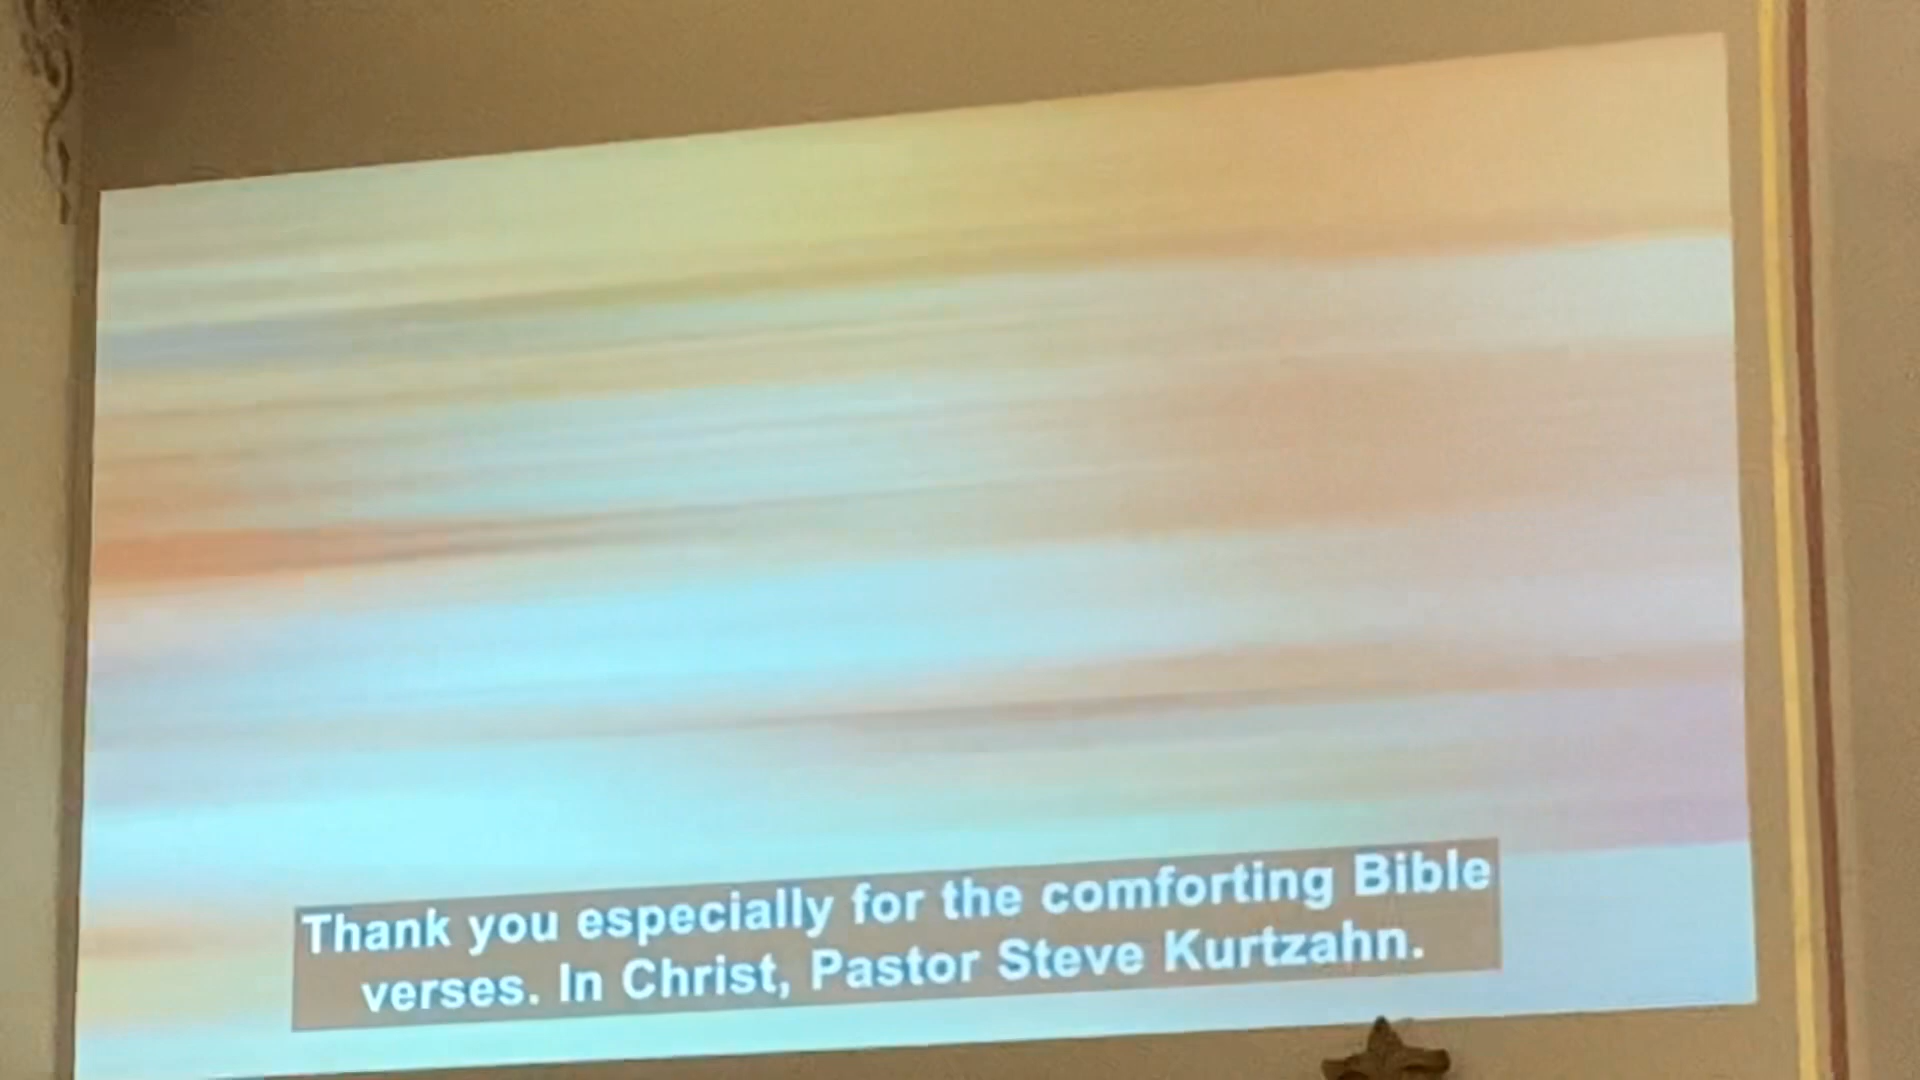 Thank you especially for the comforting Bible
verses. In Christ, Pastor Steve Kurtzahn.